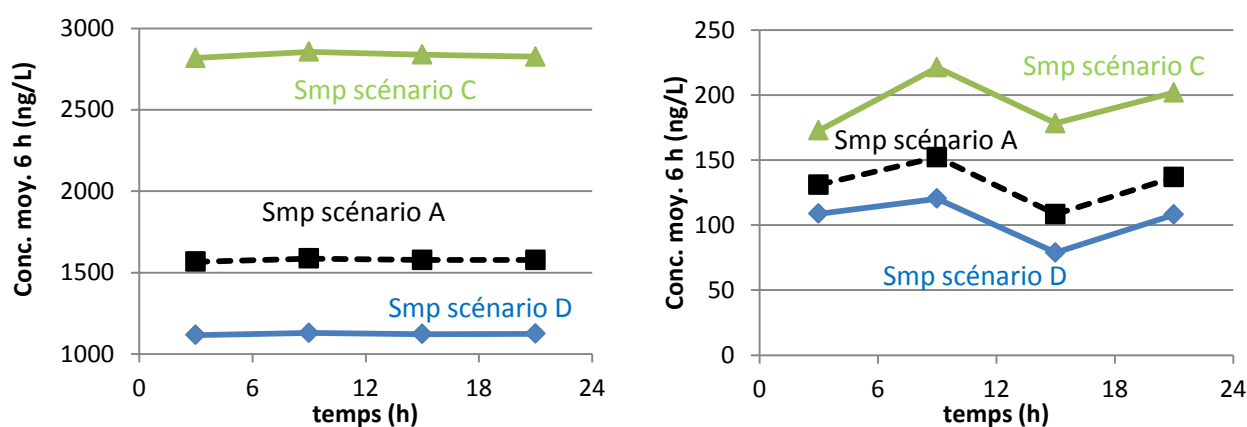 Conc. moy. 6 h (ng/L)
3000
2500
2000
1500
1000
Smp scénario C
Smp scénario A
Smp scénario D
0
6
12
18
24
temps (h)
Conc. moy. 6 h (ng/L)
250
200
150
100
50
0
Smp scénario C
Smp scénario A
Smp scénario D
0
6
12
18
24
temps (h)